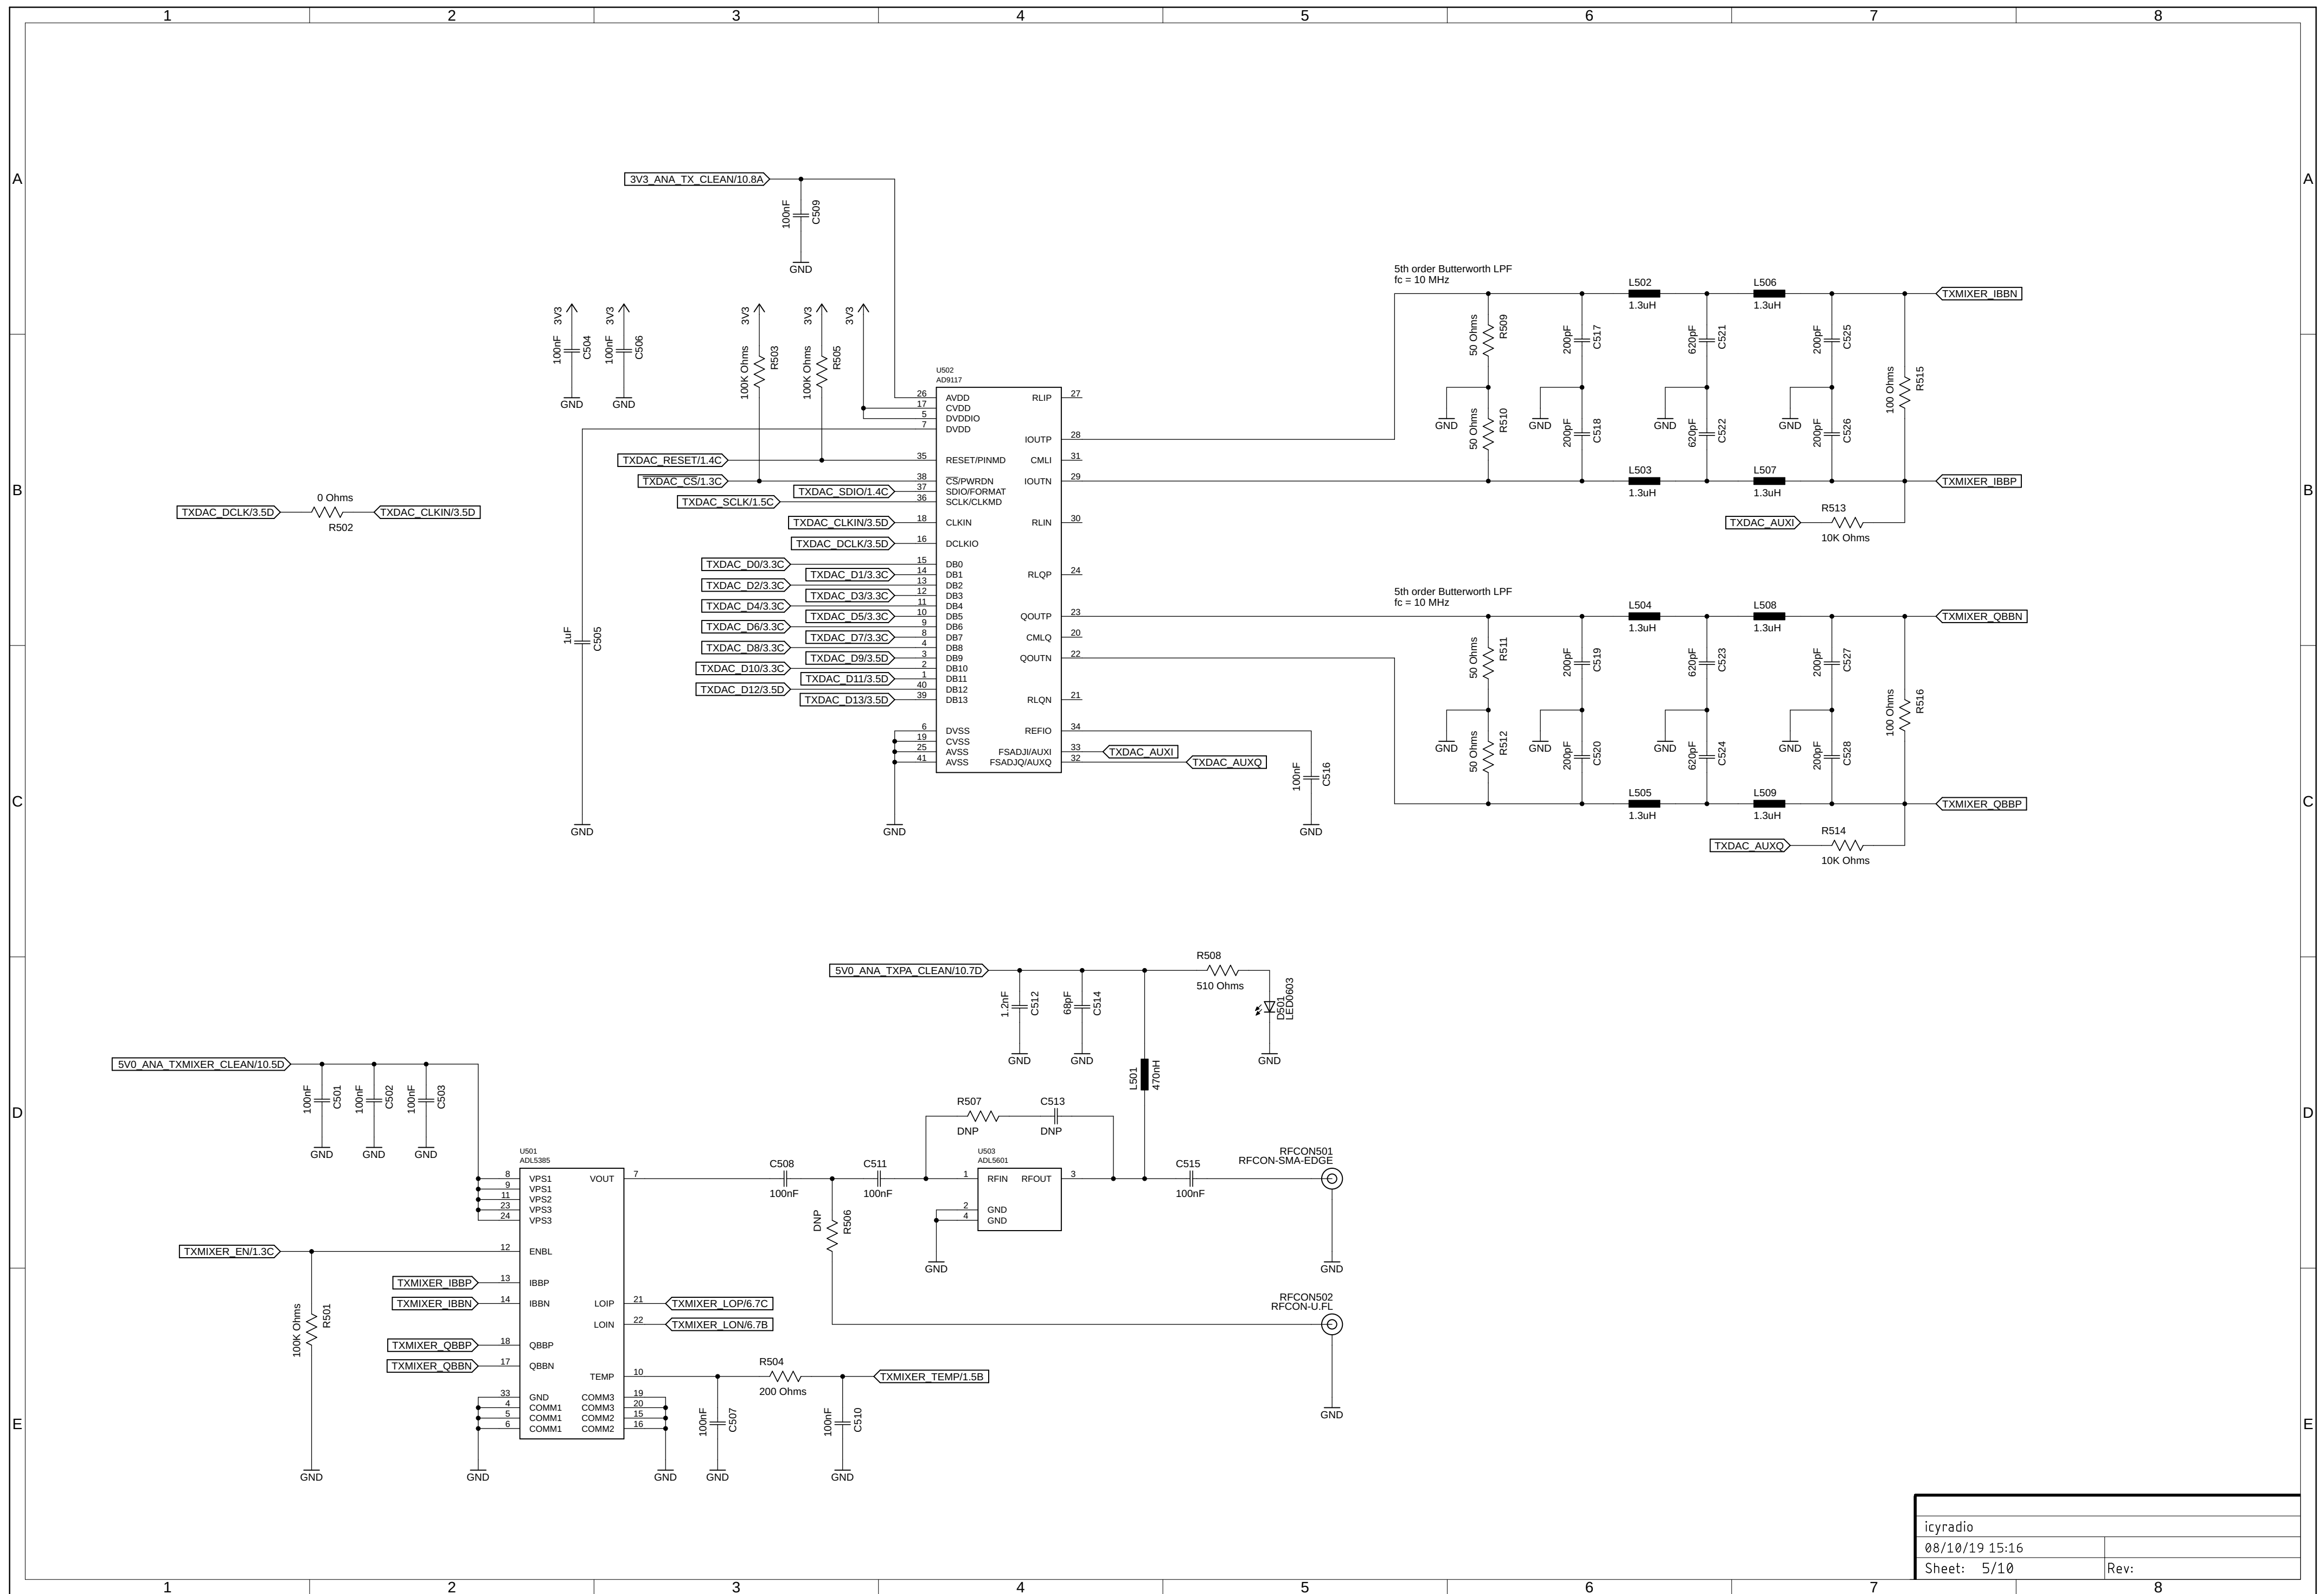 1 2 3 4 5 6 7 8
A A
3V3_ANA_TX_CLEAN/10.8A
100nF C509
GND
5th order Butterworth LPF
fc = 10 MHz
L502 L506
1.3uH 1.3uH
TXMIXER_IBBN
3V3 3V3 3V3 3V3 3V3
100nF C504 100nF C506 100K Ohms R503 100K Ohms R505
GND GND
50 Ohms R509 200pF C517 620pF C521 200pF C525
100 Ohms R515
GND GND GND GND
50 Ohms R510 200pF C518 620pF C522 200pF C526
L503 L507
1.3uH 1.3uH
TXMIXER_IBBP
TXDAC_AUXI
R513
10K Ohms
U502
AD9117
26 AVDD RLIP 27
17 CVDD
5 DVDDIO
7 DVDD
IOUTP 28
TXDAC_RESET/1.4C 35 RESET/PINMD CMLI 31
TXDAC_CS/1.3C 38 CS/PWRDN IOUTN 29
TXDAC_SDIO/1.4C 37 SDIO/FORMAT
TXDAC_SCLK/1.5C 36 SCLK/CLKMD
B B
0 Ohms
TXDAC_DCLK/3.5D TXDAC_CLKIN/3.5D
R502
TXDAC_CLKIN/3.5D 18 CLKIN RLIN 30
TXDAC_DCLK/3.5D 16 DCLKIO
TXDAC_D0/3.3C 15 DB0
TXDAC_D1/3.3C 14 DB1 RLQP 24
TXDAC_D2/3.3C 13 DB2
TXDAC_D3/3.3C 12 DB3
TXDAC_D4/3.3C 11 DB4
TXDAC_D5/3.3C 10 DB5 QOUTP 23
TXDAC_D6/3.3C 9 DB6
TXDAC_D7/3.3C 8 DB7 CMLQ 20
TXDAC_D8/3.3C 4 DB8
TXDAC_D9/3.5D 3 DB9 QOUTN 22
TXDAC_D10/3.3C 2 DB10
TXDAC_D11/3.5D 1 DB11
TXDAC_D12/3.5D 40 DB12
TXDAC_D13/3.5D 39 DB13 RLQN 21
6 DVSS REFIO 34
19 CVSS
25 AVSS FSADJI/AUXI 33 TXDAC_AUXI
41 AVSS FSADJQ/AUXQ 32 TXDAC_AUXQ
1uF C505
100nF C516
GND GND GND
5th order Butterworth LPF
fc = 10 MHz
L504 L508
1.3uH 1.3uH
TXMIXER_QBBN
50 Ohms R511 200pF C519 620pF C523 200pF C527
100 Ohms R516
GND GND GND GND
50 Ohms R512 200pF C520 620pF C524 200pF C528
L505 L509
1.3uH 1.3uH
TXMIXER_QBBP
TXDAC_AUXQ
R514
10K Ohms
C C
5V0_ANA_TXPA_CLEAN/10.7D
R508
510 Ohms
1.2nF C512 68pF C514
D501
LED0603
GND GND GND
L501 470nH
5V0_ANA_TXMIXER_CLEAN/10.5D
100nF C501 100nF C502 100nF C503
GND GND GND
D D
R507 C513
DNP DNP
U501
ADL5385
8 VPS1 VOUT 7
9 VPS1
11 VPS2
23 VPS3
24 VPS3
C508 C511
100nF 100nF
DNP R506
U503
ADL5601
1 RFIN RFOUT 3
2 GND
4 GND
GND
C515
100nF
RFCON501
RFCON-SMA-EDGE
GND
TXMIXER_EN/1.3C 12 ENBL
TXMIXER_IBBP 13 IBBP
TXMIXER_IBBN 14 IBBN LOIP 21 TXMIXER_LOP/6.7C
LOIN 22 TXMIXER_LON/6.7B
TXMIXER_QBBP 18 QBBP
TXMIXER_QBBN 17 QBBN
TEMP 10
R504
200 Ohms
TXMIXER_TEMP/1.5B
100K Ohms R501
RFCON502
RFCON-U.FL
GND
33 GND COMM3 19
4 COMM1 COMM3 20
5 COMM1 COMM2 15
6 COMM1 COMM2 16
100nF C507 100nF C510
GND GND GND GND GND
E E
icyradio
08/10/19 15:16
Sheet: 5/10 Rev:
1 2 3 4 5 6 7 8